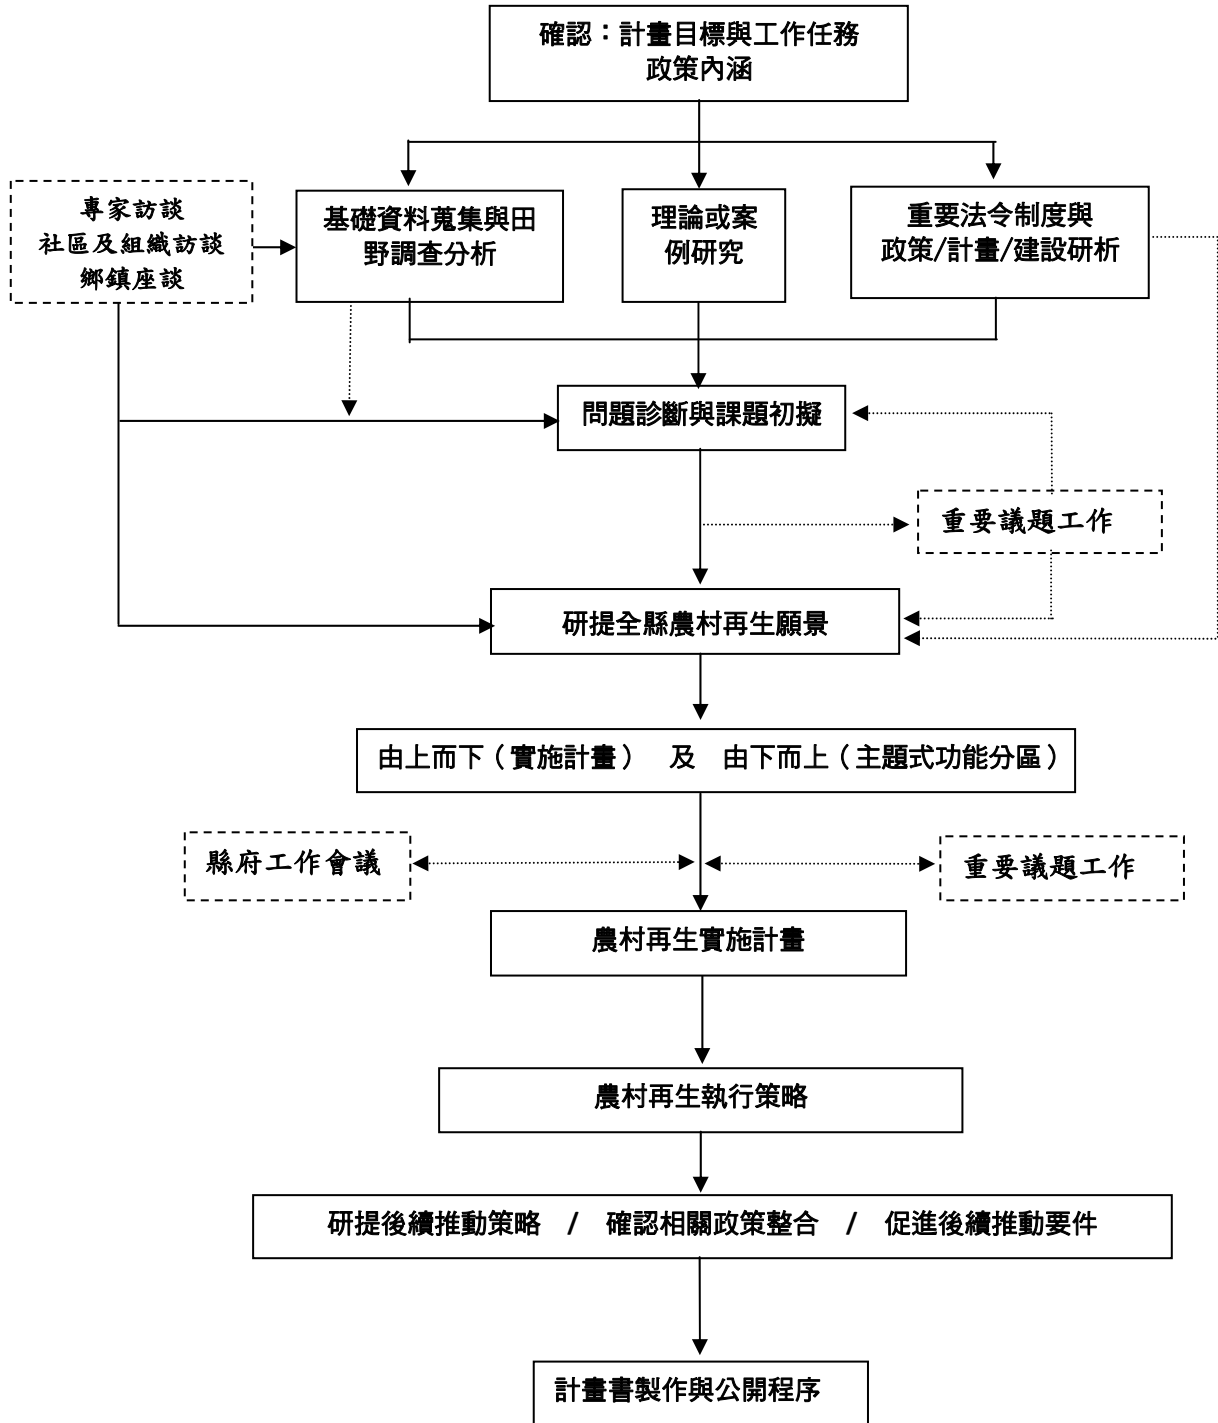 確認：計畫目標與工作任務
政策內涵
專家訪談
社區及組織訪談
鄉鎮座談
基礎資料蒐集與田
野調查分析
理論或案
例研究
重要法令制度與
政策/計畫/建設研析
問題診斷與課題初擬
重要議題工作
研提全縣農村再生願景
由上而下（實施計畫） 及 由下而上（主題式功能分區）
縣府工作會議
重要議題工作
農村再生實施計畫
農村再生執行策略
研提後續推動策略 / 確認相關政策整合 / 促進後續推動要件
計畫書製作與公開程序